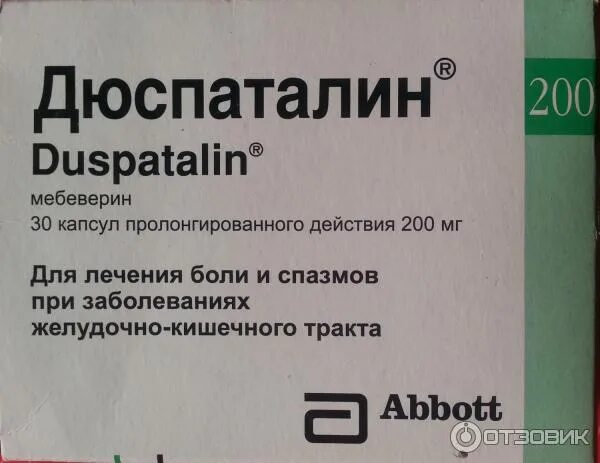 Дюспаталин®
200
Duspatalin®
мебеверин
30 капсул пролонгированного действия 200 мг
Для лечения боли и спазмов
при заболеваниях
желудочно-кишечного тракта
Abbott
ОТЗОВИК